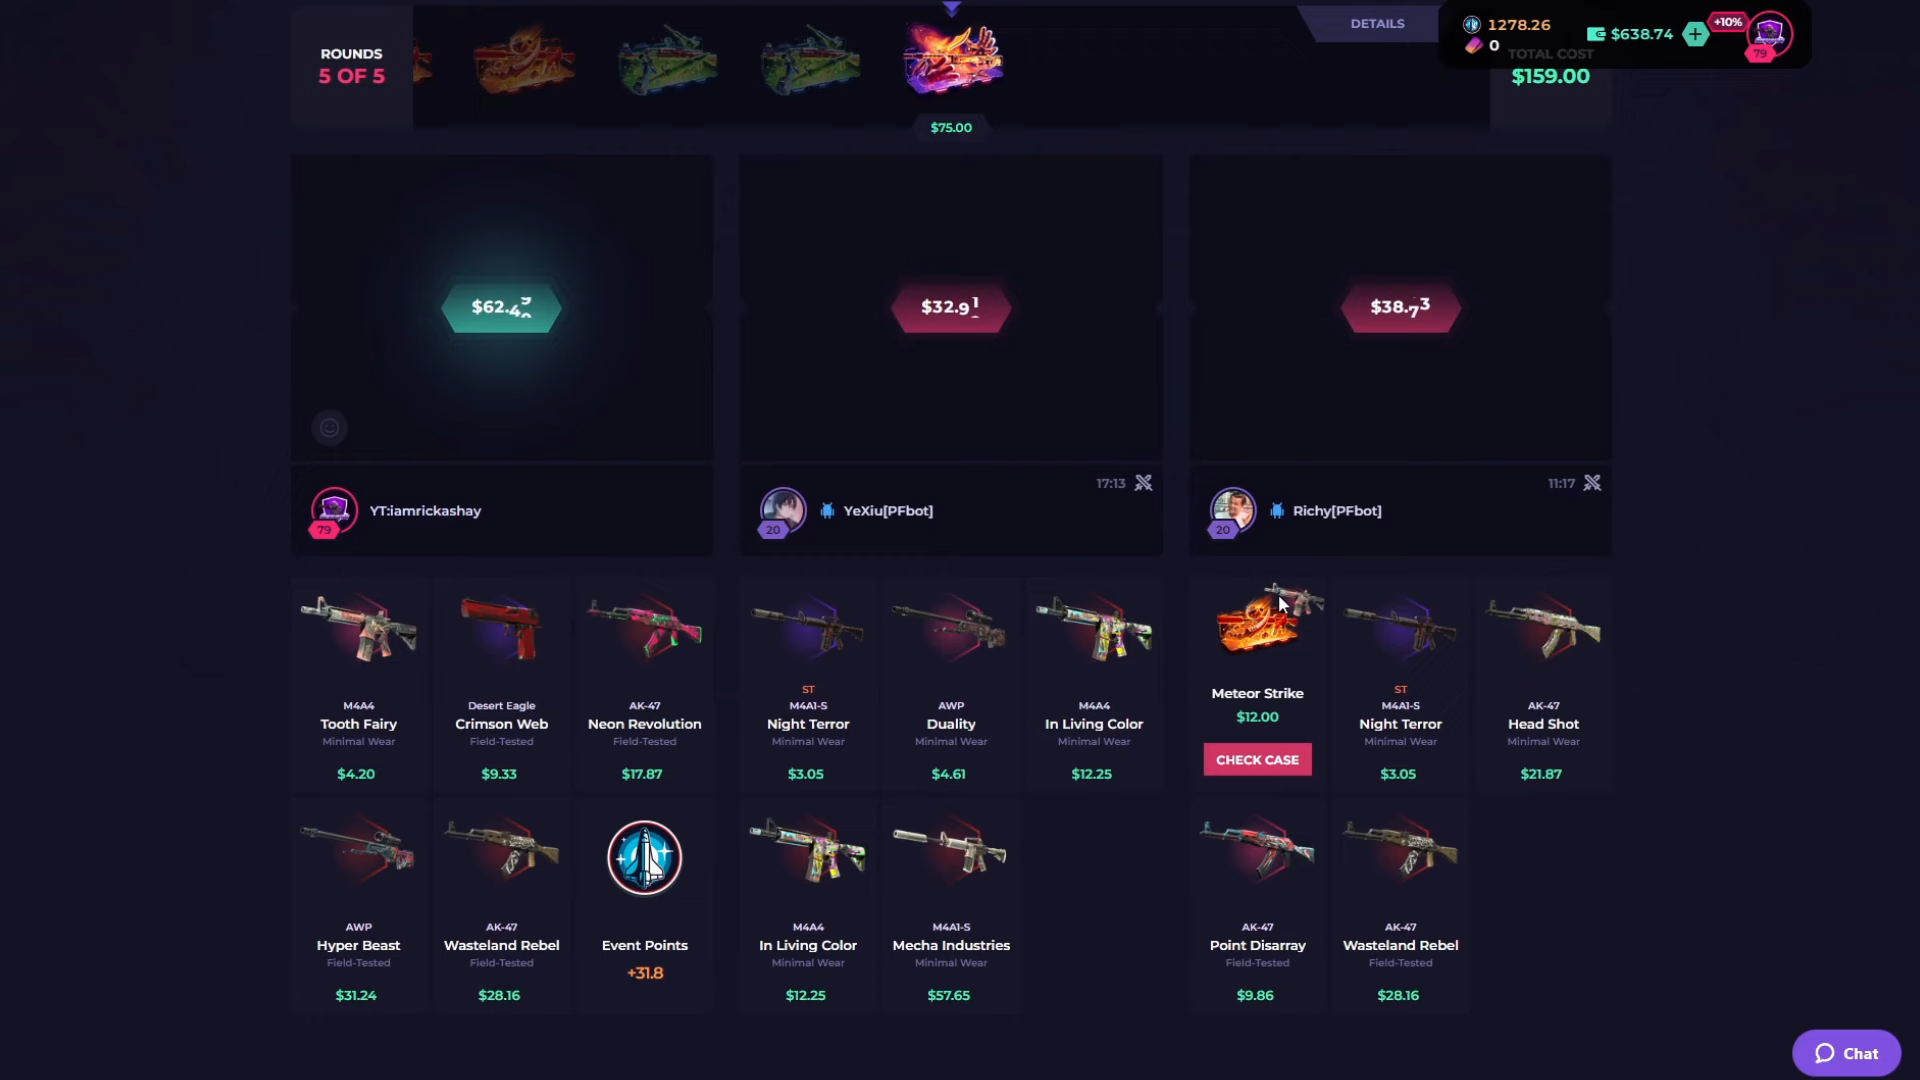 ROUNDS
5 OF 5
$75.00
DETAILS
1278.26
0
$638.74
+10%
79
TOTAL COST
$159.00
$62.4
$32.9
$38.7
79
YT:iamrickashay
17:13
20
YeXiu[PFbot]
11:17
20
Richy[PFbot]
M4A4
Tooth Fairy
Minimal Wear
$4.20
Desert Eagle
Crimson Web
Field-Tested
$9.33
AK-47
Neon Revolution
Field-Tested
$17.87
ST
M4A1-S
Night Terror
Minimal Wear
$3.05
AWP
Duality
Minimal Wear
$4.61
M4A4
In Living Color
Minimal Wear
$12.25
Meteor Strike
$12.00
CHECK CASE
ST
M4A1-S
Night Terror
Minimal Wear
$3.05
AK-47
Head Shot
Minimal Wear
$21.87
AWP
Hyper Beast
Field-Tested
$31.24
AK-47
Wasteland Rebel
Field-Tested
$28.16
Event Points
+31.8
M4A4
In Living Color
Minimal Wear
$12.25
M4A1-S
Mecha Industries
Minimal Wear
$57.65
AK-47
Point Disarray
Field-Tested
$9.86
AK-47
Wasteland Rebel
Field-Tested
$28.16
Chat